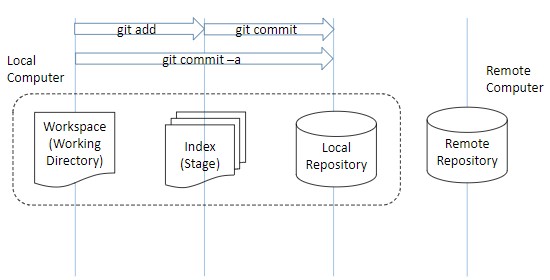 git add
git commit
git commit –a
Local
Computer
Remote
Computer
Workspace
(Working
Directory)
Index
(Stage)
Local
Repository
Remote
Repository